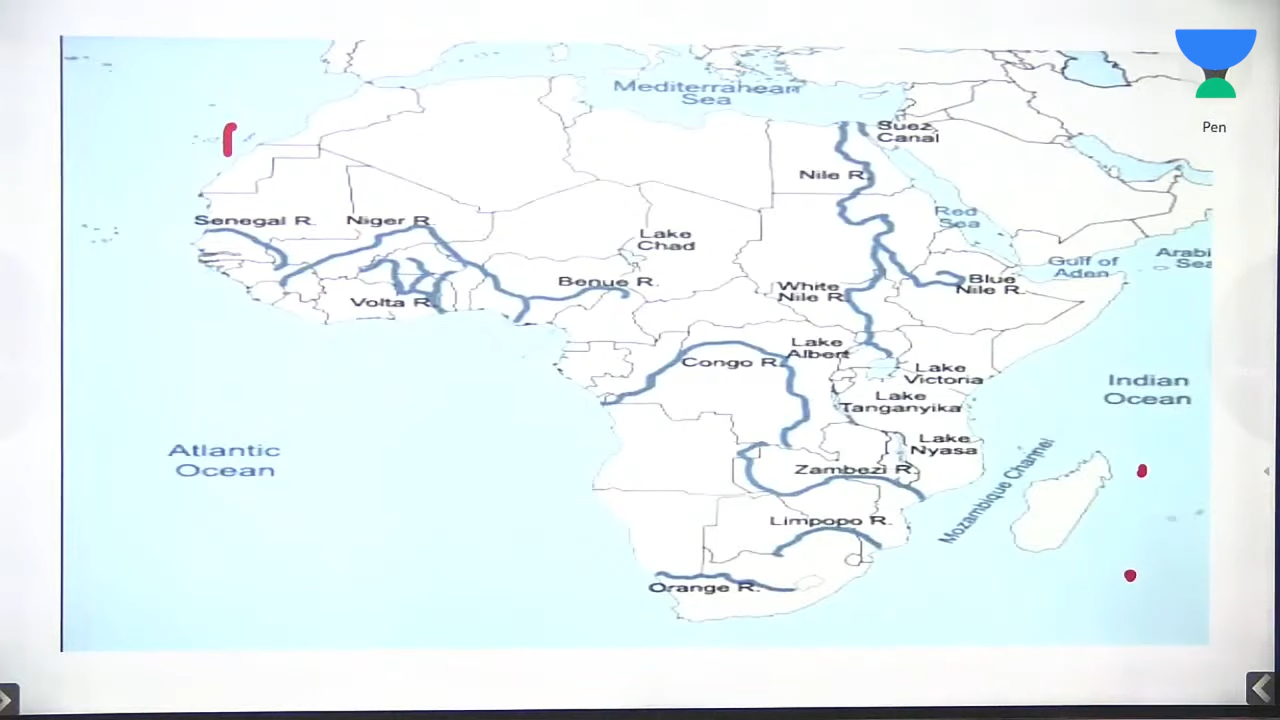 Mediterrahean
Sea
Suez
Canal
Pen
Nile R.
Senegal R.
Niger R.
Red
Sea
Lake
Chad
Arabi
Sea
Gulf of
Aden
Benue R.
White
Nile R.
Blue
Nile R.
Volta R.
Lake
Albert
Congo R.
Lake
Victoria
Indian
Ocean
Lake
Tanganyika
Atlantic
Ocean
Lake
Nyasa
Zambezi R.
Mozambique Channel
Limpopo R.
Orange R.